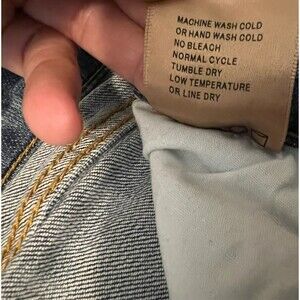 MACHINE WASH COLD
OR HAND WASH COLD
NO BLEACH
NORMAL CYCLE
TUMBLE DRY
LOW TEMPERATURE
OR LINE DRY